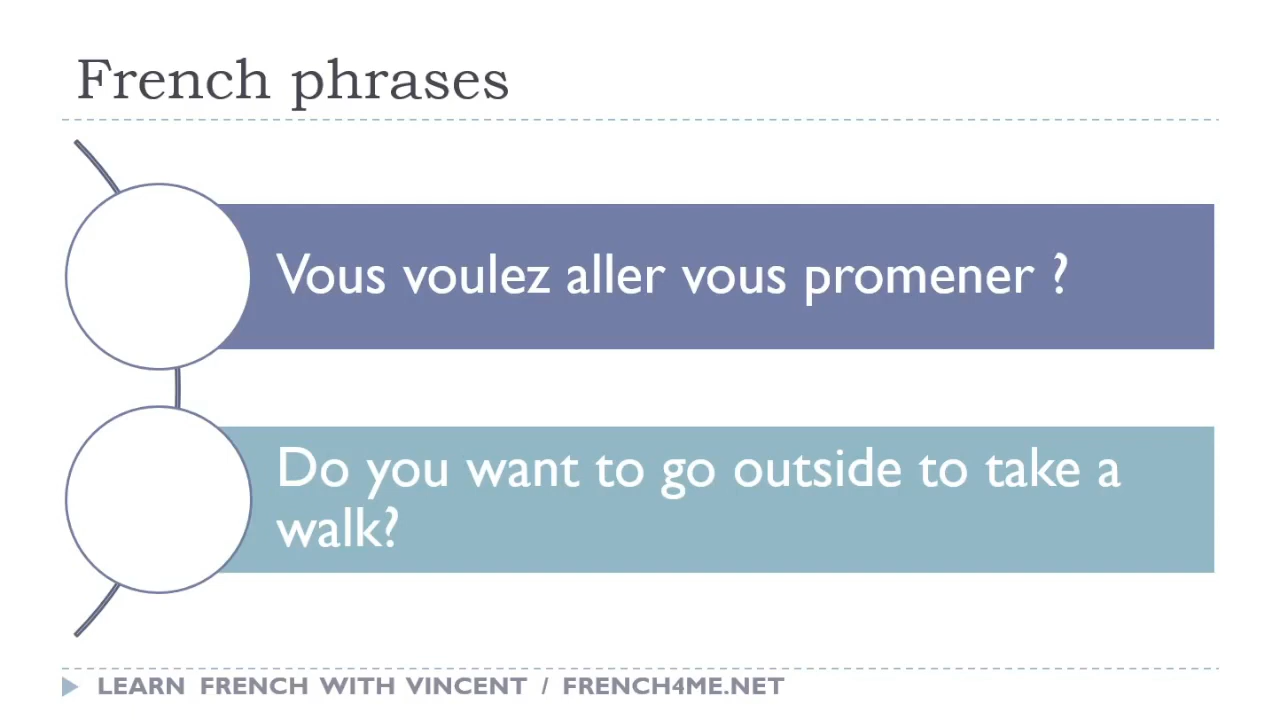 French phrases
Vous voulez aller vous promener ?
Do you want to go outside to take a
walk?
LEARN FRENCH WITH VINCENT / FRENCH4ME.NET